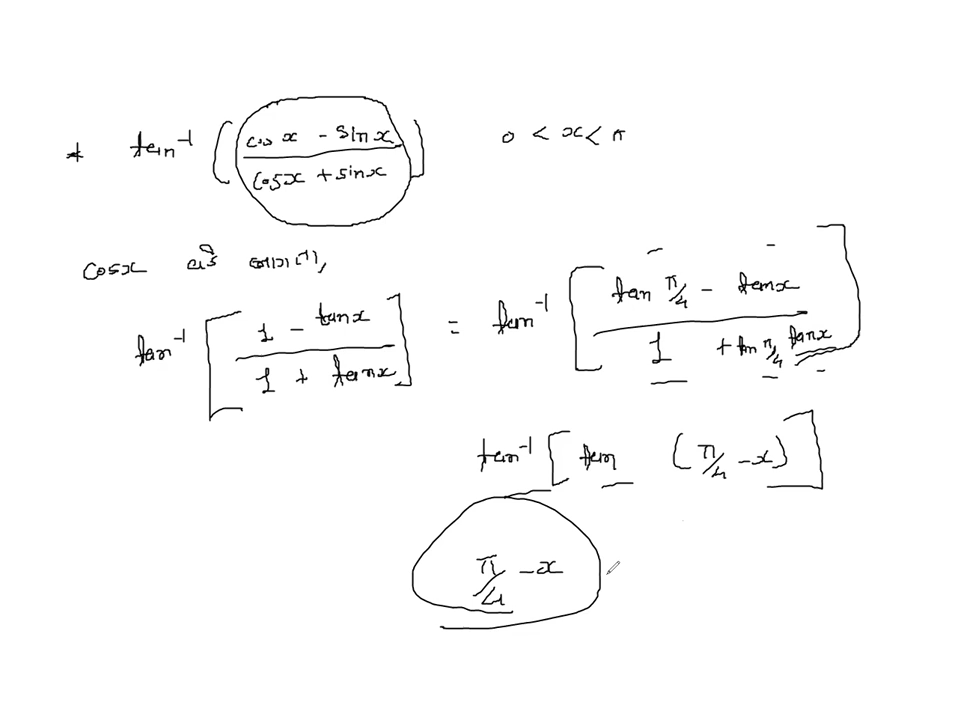 * tan⁻¹ ( (cos x - sin x) / (cos x + sin x) ) 0 < x < π
cos x
tan⁻¹ [ (1 - tan x) / (1 + tan x) ] = tan⁻¹ [ (tan π/4 - tan x) / (1 + tan π/4 tan x) ]
tan⁻¹ [ tan (π/4 - x) ]
π/4 - x